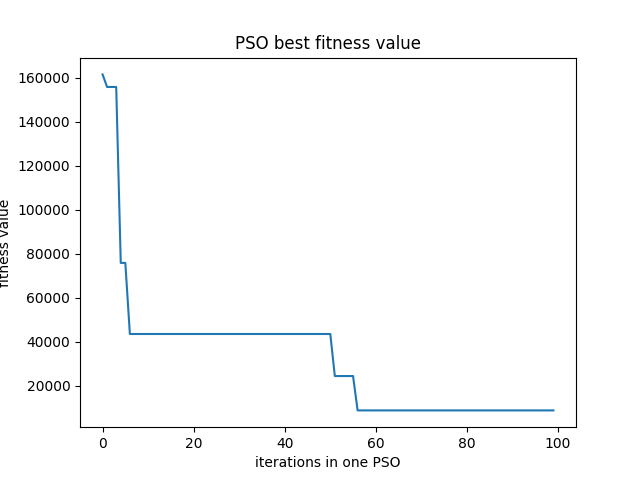 PSO best fitness value
160000
140000
120000
100000
80000
60000
40000
20000
fitness value
0 20 40 60 80 100
iterations in one PSO